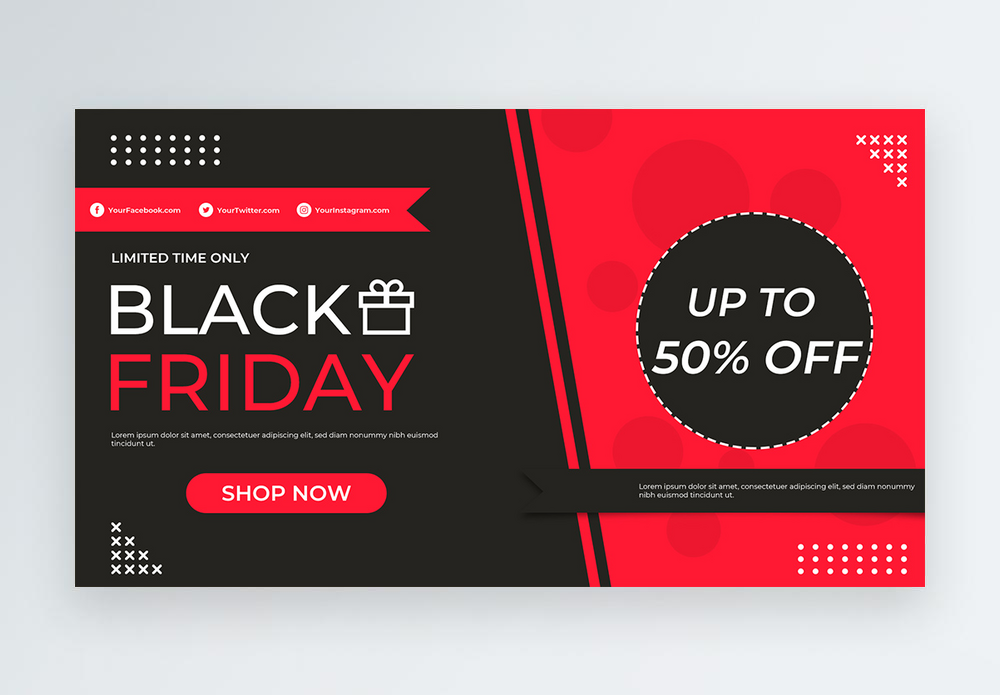 YourFacebook.com YourTwitter.com YourInstagram.com
LIMITED TIME ONLY
BLACK
FRIDAY
Lorem ipsum dolor sit amet, consectetuer adipiscing elit, sed diam nonummy nibh euismod
tincidunt ut.
SHOP NOW
UP TO
50% OFF
Lorem ipsum dolor sit amet, consectetuer adipiscing elit, sed diam nonummy
nibh euismod tincidunt ut.